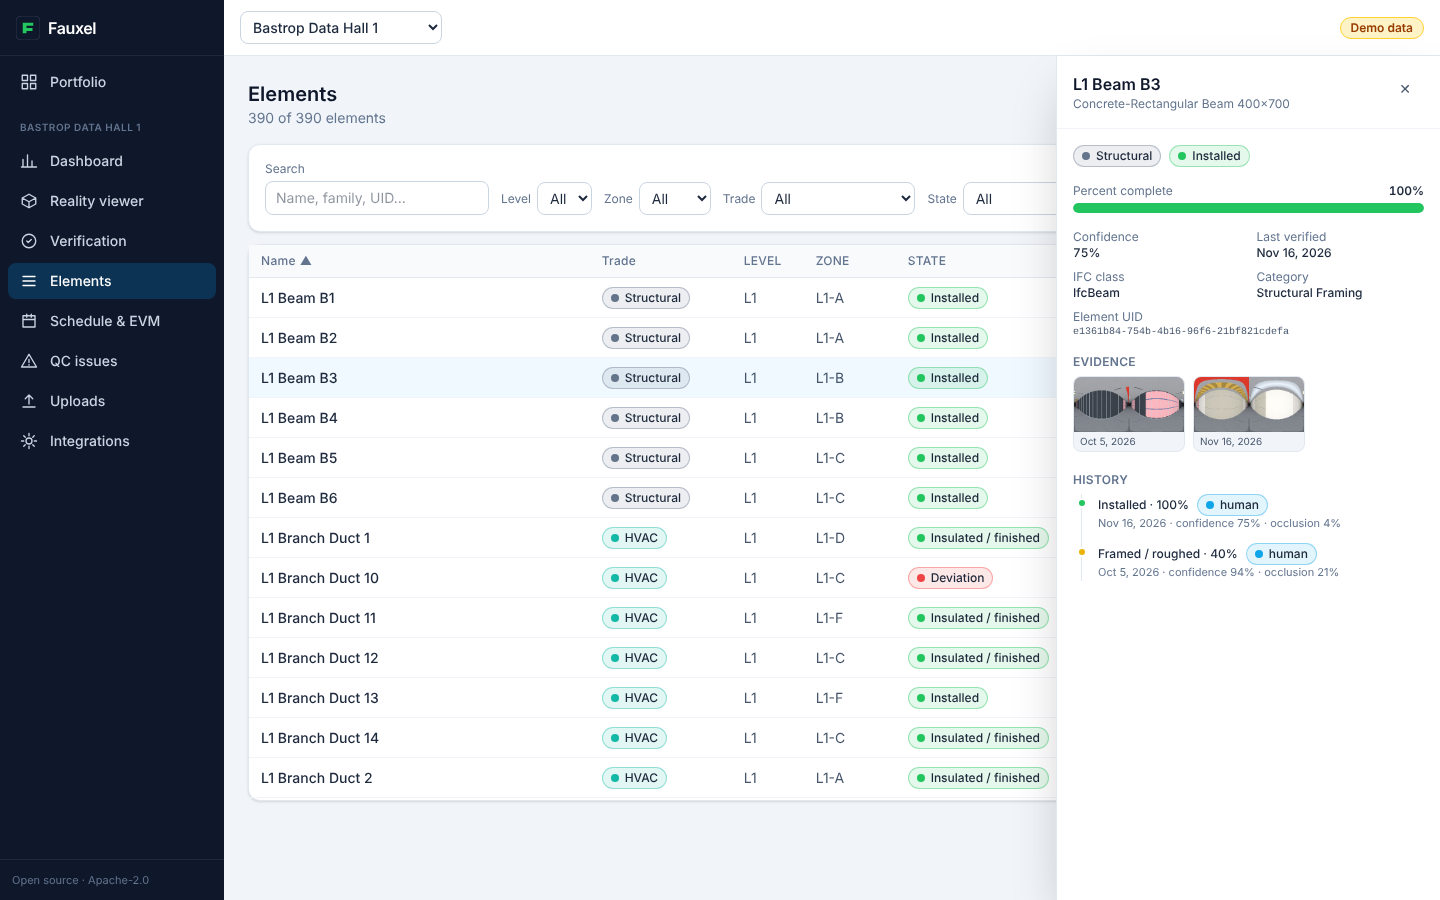 Fauxel
Portfolio
BASTROP DATA HALL 1
Dashboard
Reality viewer
Verification
Elements
Schedule & EVM
QC issues
Uploads
Integrations
Open source · Apache-2.0
Bastrop Data Hall 1
Demo data
Elements
390 of 390 elements
Search
Name, family, UID...
Level All Zone All Trade All State All
Name ▲ Trade LEVEL ZONE STATE
L1 Beam B1 Structural L1 L1-A Installed
L1 Beam B2 Structural L1 L1-A Installed
L1 Beam B3 Structural L1 L1-B Installed
L1 Beam B4 Structural L1 L1-B Installed
L1 Beam B5 Structural L1 L1-C Installed
L1 Beam B6 Structural L1 L1-C Installed
L1 Branch Duct 1 HVAC L1 L1-D Insulated / finished
L1 Branch Duct 10 HVAC L1 L1-C Deviation
L1 Branch Duct 11 HVAC L1 L1-F Insulated / finished
L1 Branch Duct 12 HVAC L1 L1-C Insulated / finished
L1 Branch Duct 13 HVAC L1 L1-F Installed
L1 Branch Duct 14 HVAC L1 L1-C Insulated / finished
L1 Branch Duct 2 HVAC L1 L1-A Insulated / finished
L1 Beam B3
Concrete-Rectangular Beam 400×700
Structural Installed
Percent complete 100%
Confidence Last verified
75% Nov 16, 2026
IFC class Category
IfcBeam Structural Framing
Element UID
e1361b84-754b-4b16-96f6-21bf821cdefa
EVIDENCE
Oct 5, 2026 Nov 16, 2026
HISTORY
Installed · 100% human
Nov 16, 2026 · confidence 75% · occlusion 4%
Framed / roughed · 40% human
Oct 5, 2026 · confidence 94% · occlusion 21%